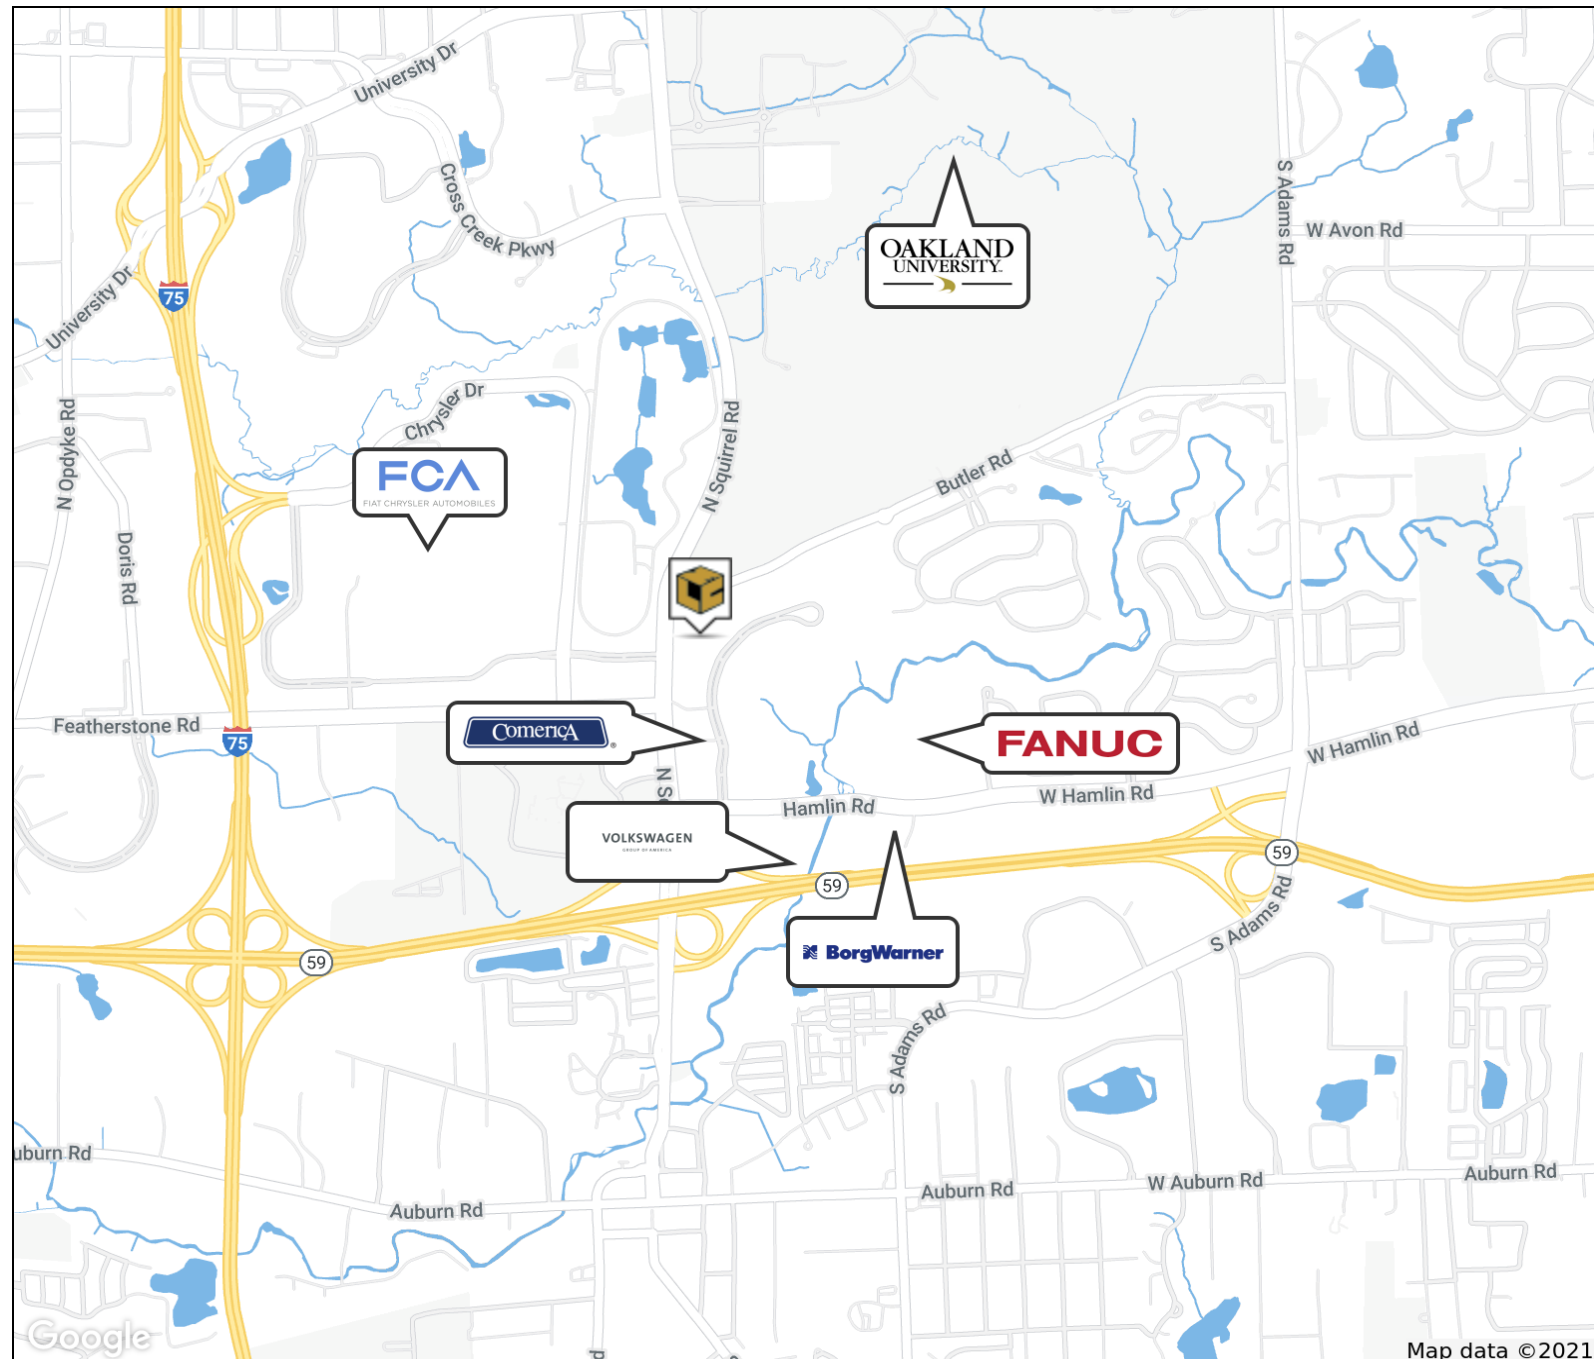 University Dr
Cross Creek Pkwy
S Adams Rd
W Avon Rd
OAKLAND
UNIVERSITY
University Dr
75
Chrysler Dr
N Squirrel Rd
N Opdyke Rd
FCA
FIAT CHRYSLER AUTOMOBILES
Butler Rd
Doris Rd
Featherstone Rd
75
Comerica®
FANUC
W Hamlin Rd
N S
Hamlin Rd
W Hamlin Rd
VOLKSWAGEN
GROUP OF AMERICA
59
59
BorgWarner
S Adams Rd
59
S Adams Rd
uburn Rd
Auburn Rd
Auburn Rd
W Auburn Rd
Auburn Rd
Google
Map data ©2021